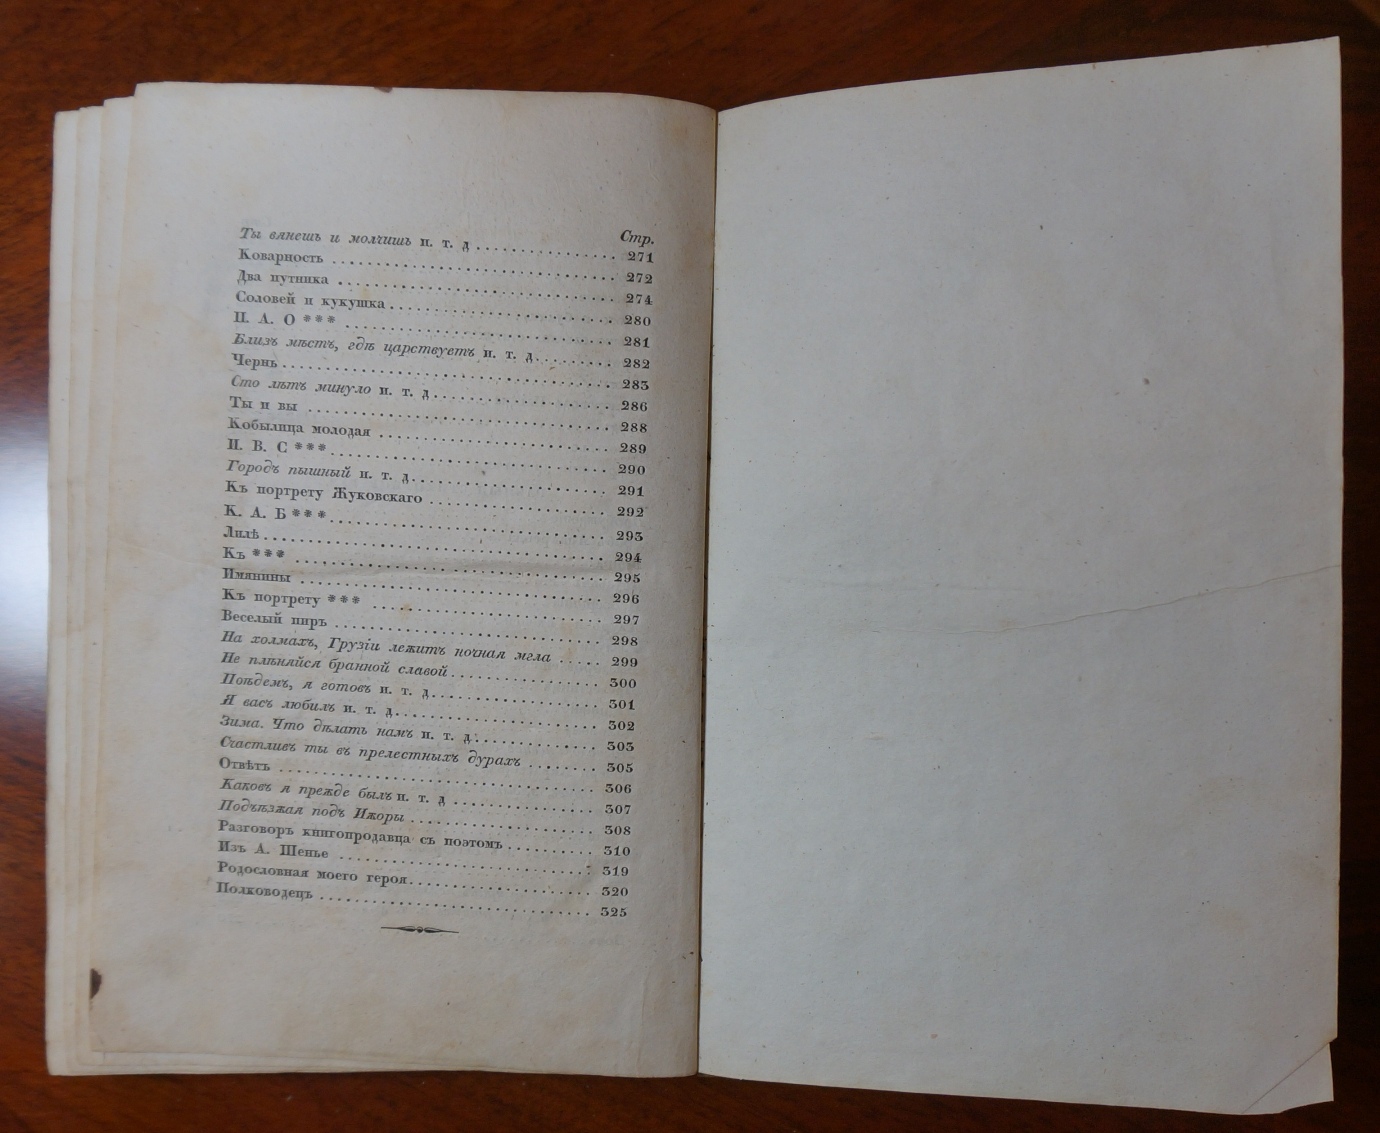 Стр.
Ты вянешь и молчишь и. т. д . . . . . . . . . . . . . . 271
Коварность . . . . . . . . . . . . . . . . . . . . . . . . . . . . 272
Два путника . . . . . . . . . . . . . . . . . . . . . . . . . . . 274
Соловей и кукушка . . . . . . . . . . . . . . . . . . . . . . 280
П. А. О *** . . . . . . . . . . . . . . . . . . . . . . . . . . . 281
Близъ мѣстъ, гдѣ царствуетъ и. т. д. . . . . . . . . 282
Чернь . . . . . . . . . . . . . . . . . . . . . . . . . . . . . . . . 283
Сто лѣтъ минуло и. т. д. . . . . . . . . . . . . . . . . . 286
Ты и вы . . . . . . . . . . . . . . . . . . . . . . . . . . . . . . 288
Кобылица молодая . . . . . . . . . . . . . . . . . . . . . . 289
И. В. С *** . . . . . . . . . . . . . . . . . . . . . . . . . . . 290
Городъ пышный и. т. д. . . . . . . . . . . . . . . . . . . 291
Къ портрету Жуковскаго . . . . . . . . . . . . . . . . . . 292
К. А. Б *** . . . . . . . . . . . . . . . . . . . . . . . . . . . 293
Лилѣ . . . . . . . . . . . . . . . . . . . . . . . . . . . . . . . . 294
Къ *** . . . . . . . . . . . . . . . . . . . . . . . . . . . . . . 295
Имянины . . . . . . . . . . . . . . . . . . . . . . . . . . . . . 296
Къ портрету *** . . . . . . . . . . . . . . . . . . . . . . . 297
Веселый пиръ . . . . . . . . . . . . . . . . . . . . . . . . . . 298
На холмахъ, Грузіи лежитъ ночная мгла . . . . . 299
Не плѣняйся бранной славой . . . . . . . . . . . . . . . 300
Поѣдемъ, я готовъ и. т. д. . . . . . . . . . . . . . . . . 301
Я васъ любилъ и. т. д. . . . . . . . . . . . . . . . . . . . 302
Зима. Что дѣлать намъ и. т. д. . . . . . . . . . . . . 303
Счастливъ ты въ прелестныхъ дурахъ . . . . . . . . 305
Отвѣтъ . . . . . . . . . . . . . . . . . . . . . . . . . . . . . . 306
Каковъ я прежде былъ и. т. д . . . . . . . . . . . . . . 307
Подъѣзжая подъ Ижоры . . . . . . . . . . . . . . . . . . . 308
Разговоръ книгопродавца съ поэтомъ . . . . . . . . . . 310
Изъ А. Шенье . . . . . . . . . . . . . . . . . . . . . . . . . . 319
Родословная моего героя . . . . . . . . . . . . . . . . . . . 320
Полководецъ . . . . . . . . . . . . . . . . . . . . . . . . . . . 325